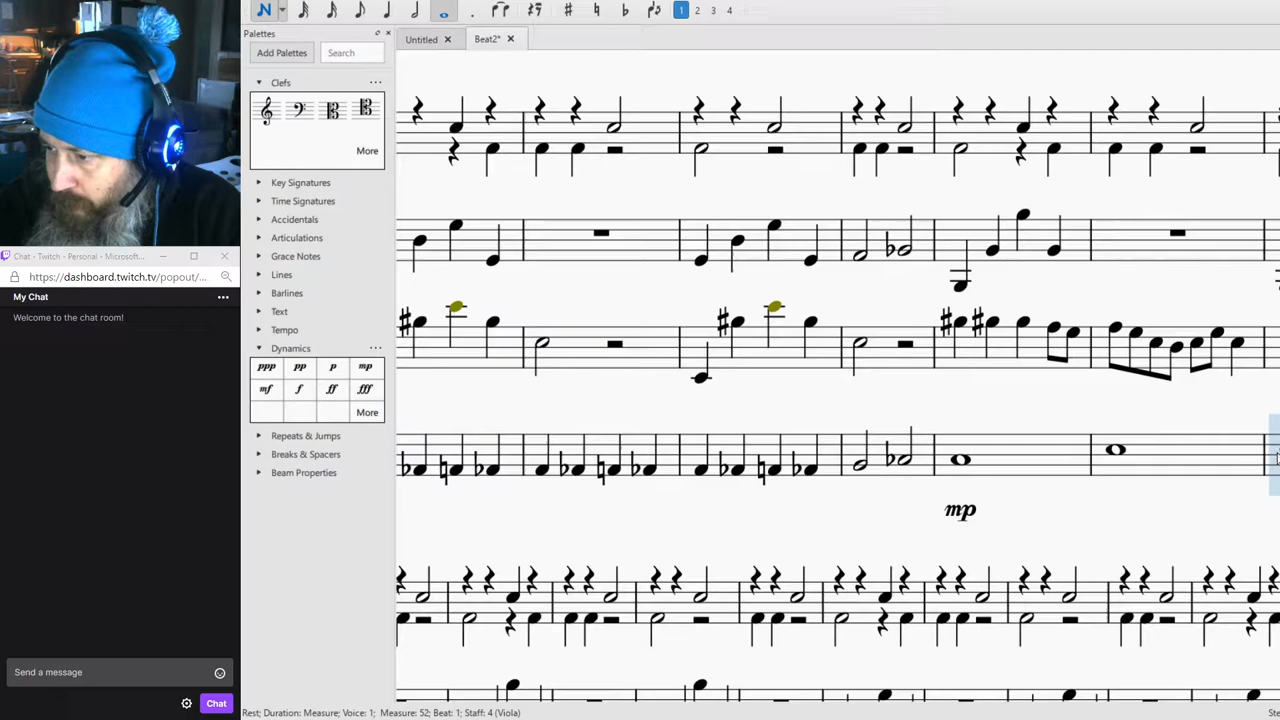 N
1 2 3 4
Palettes
Untitled
Beat2*
Add Palettes
Search
Clefs
More
Key Signatures
Time Signatures
Accidentals
Articulations
Grace Notes
Lines
Barlines
Text
Tempo
Dynamics
ppp pp p mp
mf f ff fff
More
Repeats & Jumps
Breaks & Spacers
Beam Properties
mp
Chat - Twitch - Personal - Microsoft...
https://dashboard.twitch.tv/popout/...
My Chat
Welcome to the chat room!
Send a message
Chat
Rest; Duration: Measure; Voice: 1; Measure: 52; Beat: 1; Staff: 4 (Viola)